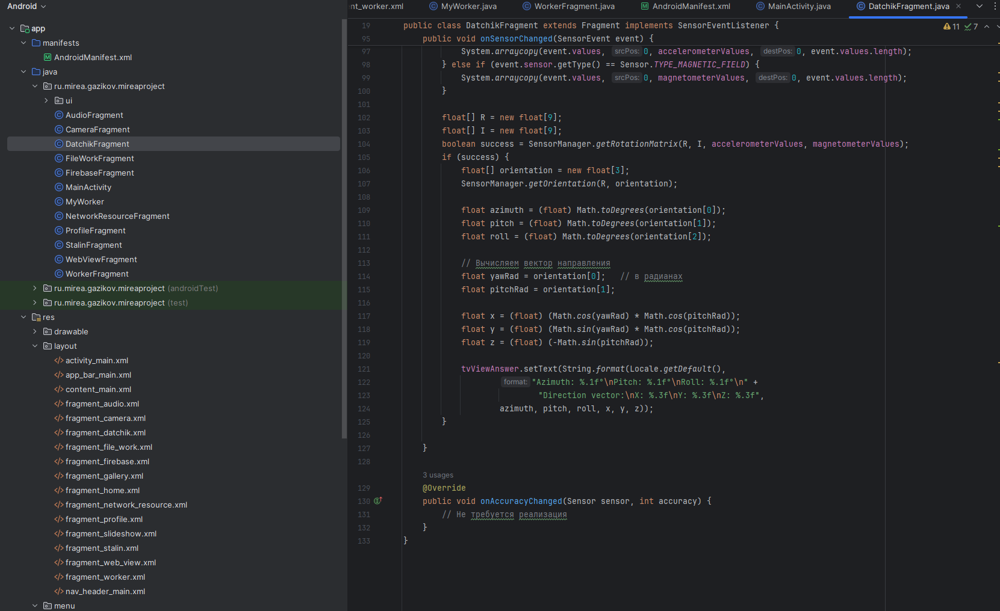 Android
app
manifests
AndroidManifest.xml
java
ru.mirea.gazikov.mireaproject
ui
AudioFragment
CameraFragment
DatchikFragment
FileWorkFragment
FirebaseFragment
MainActivity
MyWorker
NetworkResourceFragment
ProfileFragment
StalinFragment
WebViewFragment
WorkerFragment
ru.mirea.gazikov.mireaproject (androidTest)
ru.mirea.gazikov.mireaproject (test)
res
drawable
layout
activity_main.xml
app_bar_main.xml
content_main.xml
fragment_audio.xml
fragment_camera.xml
fragment_datchik.xml
fragment_file_work.xml
fragment_firebase.xml
fragment_gallery.xml
fragment_home.xml
fragment_network_resource.xml
fragment_profile.xml
fragment_slideshow.xml
fragment_stalin.xml
fragment_web_view.xml
fragment_worker.xml
nav_header_main.xml
menu
nt_worker.xml MyWorker.java WorkerFragment.java AndroidManifest.xml MainActivity.java DatchikFragment.java
11 7
19 public class DatchikFragment extends Fragment implements SensorEventListener {
95 public void onSensorChanged(SensorEvent event) {
97 System.arraycopy(event.values, srcPos: 0, accelerometerValues, destPos: 0, event.values.length);
98 } else if (event.sensor.getType() == Sensor.TYPE_MAGNETIC_FIELD) {
99 System.arraycopy(event.values, srcPos: 0, magnetometerValues, destPos: 0, event.values.length);
100 }
101
102 float[] R = new float[9];
103 float[] I = new float[9];
104 boolean success = SensorManager.getRotationMatrix(R, I, accelerometerValues, magnetometerValues);
105 if (success) {
106 float[] orientation = new float[3];
107 SensorManager.getOrientation(R, orientation);
108
109 float azimuth = (float) Math.toDegrees(orientation[0]);
110 float pitch = (float) Math.toDegrees(orientation[1]);
111 float roll = (float) Math.toDegrees(orientation[2]);
112
113 // Вычисляем вектор направления
114 float yawRad = orientation[0]; // в радианах
115 float pitchRad = orientation[1];
116
117 float x = (float) (Math.cos(yawRad) * Math.cos(pitchRad));
118 float y = (float) (Math.sin(yawRad) * Math.cos(pitchRad));
119 float z = (float) (-Math.sin(pitchRad));
120
121 tvViewAnswer.setText(String.format(Locale.getDefault(),
122 format: "Azimuth: %.1f°\nPitch: %.1f°\nRoll: %.1f°\n" +
123 "Direction vector:\nX: %.3f\nY: %.3f\nZ: %.3f",
124 azimuth, pitch, roll, x, y, z));
125 }
126
127 }
128
3 usages
129 @Override
130 public void onAccuracyChanged(Sensor sensor, int accuracy) {
131 // Не требуется реализация
132 }
133 }